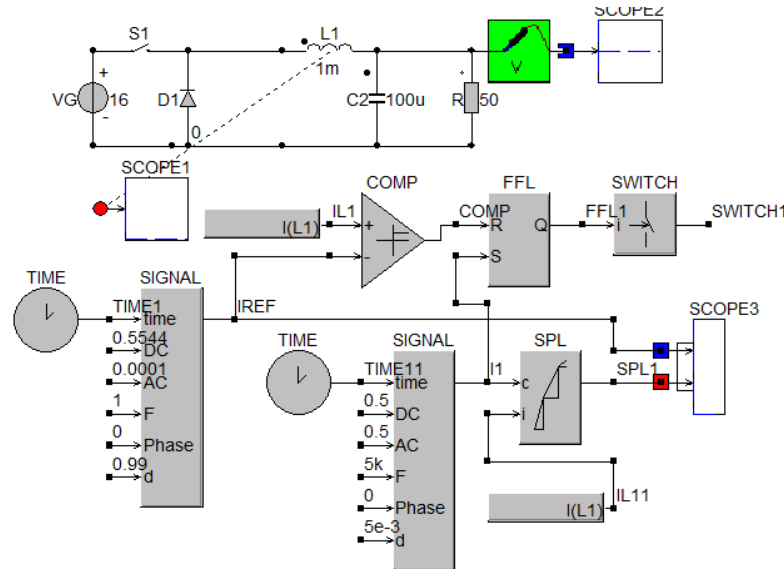 SCOPE2
S1
L1
1m
+
VG
16
-
D1
0
C2
100u
R
50
V
SCOPE1
COMP
FFL
SWITCH
IL1
I(L1)
+
-
COMP
R
Q
S
FFL1
i
SWITCH1
TIME
SIGNAL
IREF
TIME1
time
0.5544
DC
0.0001
AC
1
F
0
Phase
0.99
d
TIME
SIGNAL
TIME11
time
0.5
DC
0.5
AC
5k
F
0
Phase
5e-3
d
I1
SPL
c
i
SPL1
SCOPE3
IL11
I(L1)